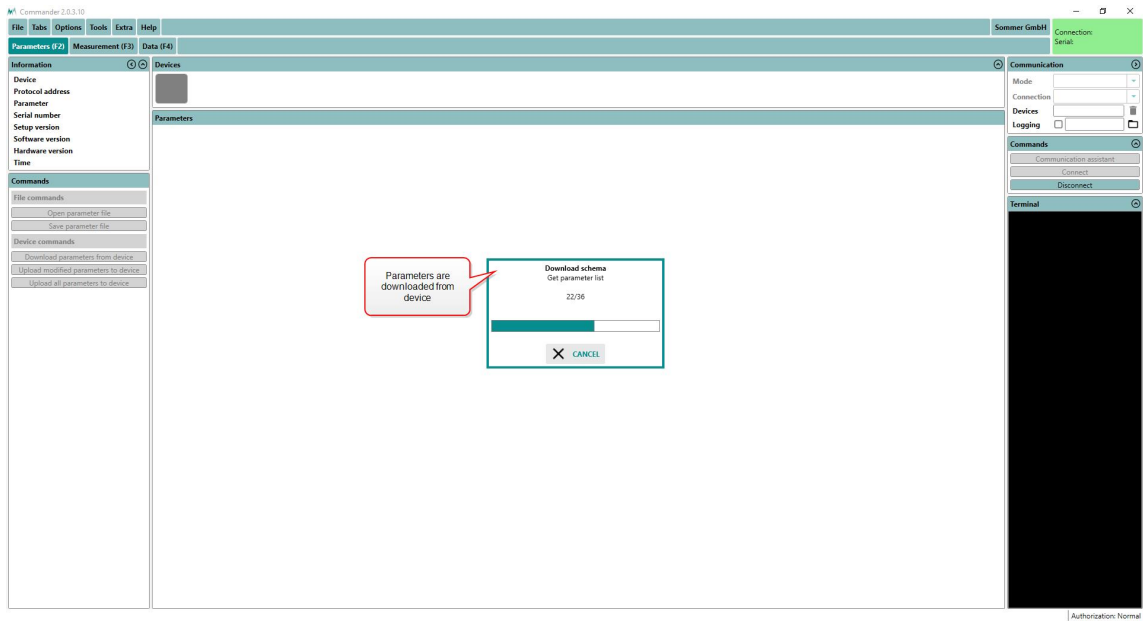 Commander 2.0.3.10
File Tabs Options Tools Extra Help
Sommer GmbH
Connection:
Serial:
Parameters (F2) Measurement (F3) Data (F4)
Information
Device
Protocol address
Parameter
Serial number
Setup version
Software version
Hardware version
Time
Commands
File commands
Open parameter file
Save parameter file
Device commands
Download parameters from device
Upload modified parameters to device
Upload all parameters to device
Devices
Parameters
Parameters are
downloaded from
device
Download schema
Get parameter list
22/36
CANCEL
Communication
Mode
Connection
Devices
Logging
Commands
Communication assistant
Connect
Disconnect
Terminal
Authorization: Normal